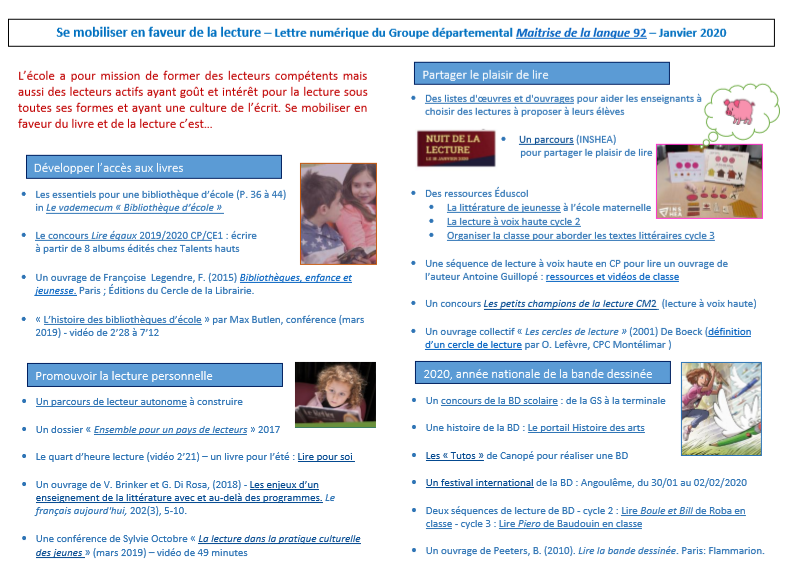 Se mobiliser en faveur de la lecture – Lettre numérique du Groupe départemental Maitrise de la langue 92 – Janvier 2020
L'école a pour mission de former des lecteurs compétents mais
aussi des lecteurs actifs ayant goût et intérêt pour la lecture sous
toutes ses formes et ayant une culture de l'écrit. Se mobiliser en
faveur du livre et de la lecture c'est…
Développer l'accès aux livres
• Les essentiels pour une bibliothèque d'école (P. 36 à 44)
in Le vademecum « Bibliothèque d'école »
• Le concours Lire égaux 2019/2020 CP/CE1 : écrire
à partir de 8 albums édités chez Talents hauts
• Un ouvrage de Françoise Legendre, F. (2015) Bibliothèques, enfance et
jeunesse. Paris ; Éditions du Cercle de la Librairie.
• « L'histoire des bibliothèques d'école » par Max Butlen, conférence (mars
2019) - vidéo de 2'28 à 7'12
Promouvoir la lecture personnelle
• Un parcours de lecteur autonome à construire
• Un dossier « Ensemble pour un pays de lecteurs » 2017
• Le quart d'heure lecture (vidéo 2'21) – un livre pour l'été : Lire pour soi
• Un ouvrage de V. Brinker et G. Di Rosa, (2018) - Les enjeux d'un
enseignement de la littérature avec et au-delà des programmes. Le
français aujourd'hui, 202(3), 5-10.
• Une conférence de Sylvie Octobre « La lecture dans la pratique culturelle
des jeunes » (mars 2019) – vidéo de 49 minutes
Partager le plaisir de lire
• Des listes d'œuvres et d'ouvrages pour aider les enseignants à
choisir des lectures à proposer à leurs élèves
NUIT DE LA
LECTURE
• Un parcours (INSHEA)
pour partager le plaisir de lire
• Des ressources Éduscol
• La littérature de jeunesse à l'école maternelle
• La lecture à voix haute cycle 2
• Organiser la classe pour aborder les textes littéraires cycle 3
• Une séquence de lecture à voix haute en CP pour lire un ouvrage de
l'auteur Antoine Guillopé : ressources et vidéos de classe
• Un concours Les petits champions de la lecture CM2 (lecture à voix haute)
• Un ouvrage collectif « Les cercles de lecture » (2001) De Boeck (définition
d'un cercle de lecture par O. Lefèvre, CPC Montélimar )
2020, année nationale de la bande dessinée
• Un concours de la BD scolaire : de la GS à la terminale
• Une histoire de la BD : Le portail Histoire des arts
• Les « Tutos » de Canopé pour réaliser une BD
• Un festival international de la BD : Angoulême, du 30/01 au 02/02/2020
• Deux séquences de lecture de BD - cycle 2 : Lire Boule et Bill de Roba en
classe - cycle 3 : Lire Piero de Baudouin en classe
• Un ouvrage de Peeters, B. (2010). Lire la bande dessinée. Paris: Flammarion.